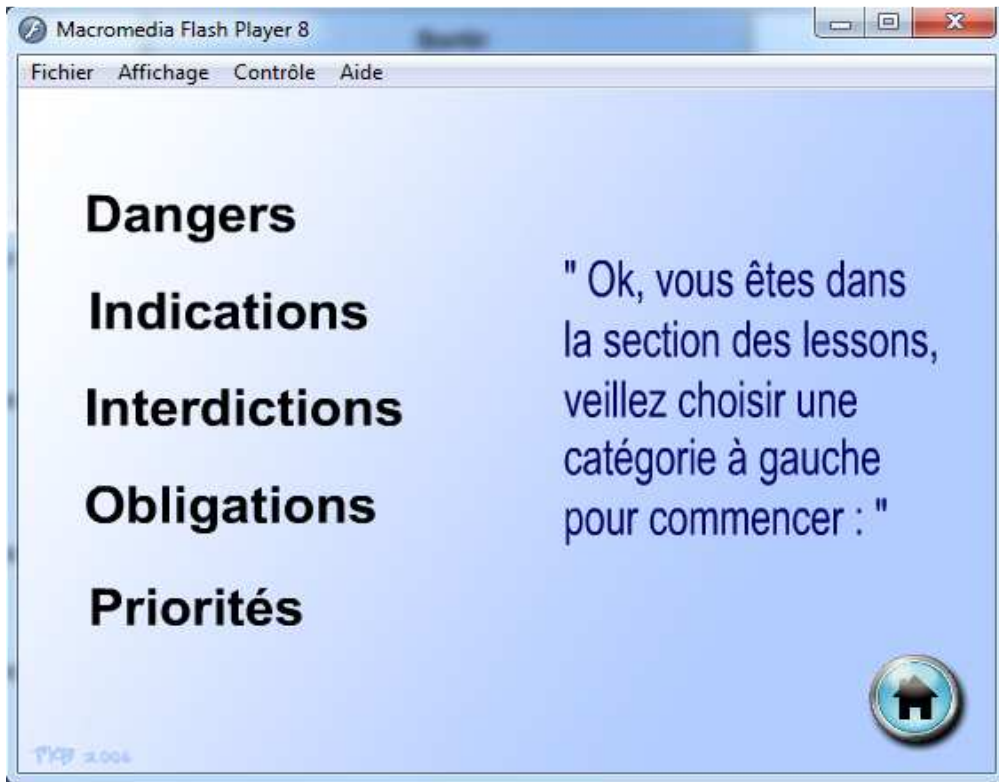 Macromedia Flash Player 8
Fichier Affichage Contrôle Aide
Dangers
Indications
Interdictions
Obligations
Priorités
" Ok, vous êtes dans
la section des lessons,
veillez choisir une
catégorie à gauche
pour commencer : "
2006